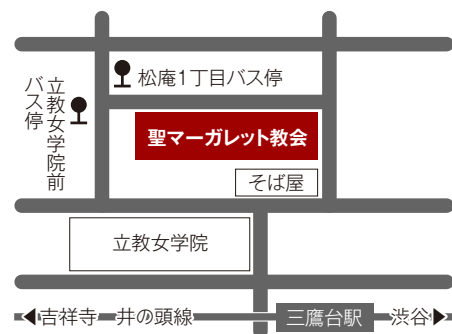 松庵1丁目バス停
立教女学院前
バス停
聖マーガレット教会
そば屋
立教女学院
◀吉祥寺 井の頭線 三鷹台駅 渋谷▶